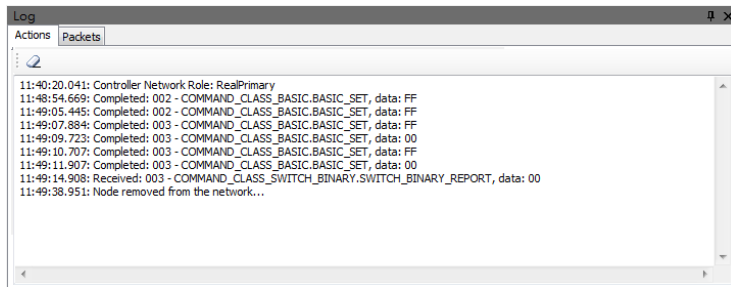 Log
Actions Packets
11:40:20.041: Controller Network Role: RealPrimary
11:48:54.669: Completed: 002 - COMMAND_CLASS_BASIC.BASIC_SET, data: FF
11:49:05.445: Completed: 002 - COMMAND_CLASS_BASIC.BASIC_SET, data: FF
11:49:07.884: Completed: 003 - COMMAND_CLASS_BASIC.BASIC_SET, data: FF
11:49:09.723: Completed: 003 - COMMAND_CLASS_BASIC.BASIC_SET, data: 00
11:49:10.707: Completed: 003 - COMMAND_CLASS_BASIC.BASIC_SET, data: FF
11:49:11.907: Completed: 003 - COMMAND_CLASS_BASIC.BASIC_SET, data: 00
11:49:14.908: Received: 003 - COMMAND_CLASS_SWITCH_BINARY.SWITCH_BINARY_REPORT, data: 00
11:49:38.951: Node removed from the network...